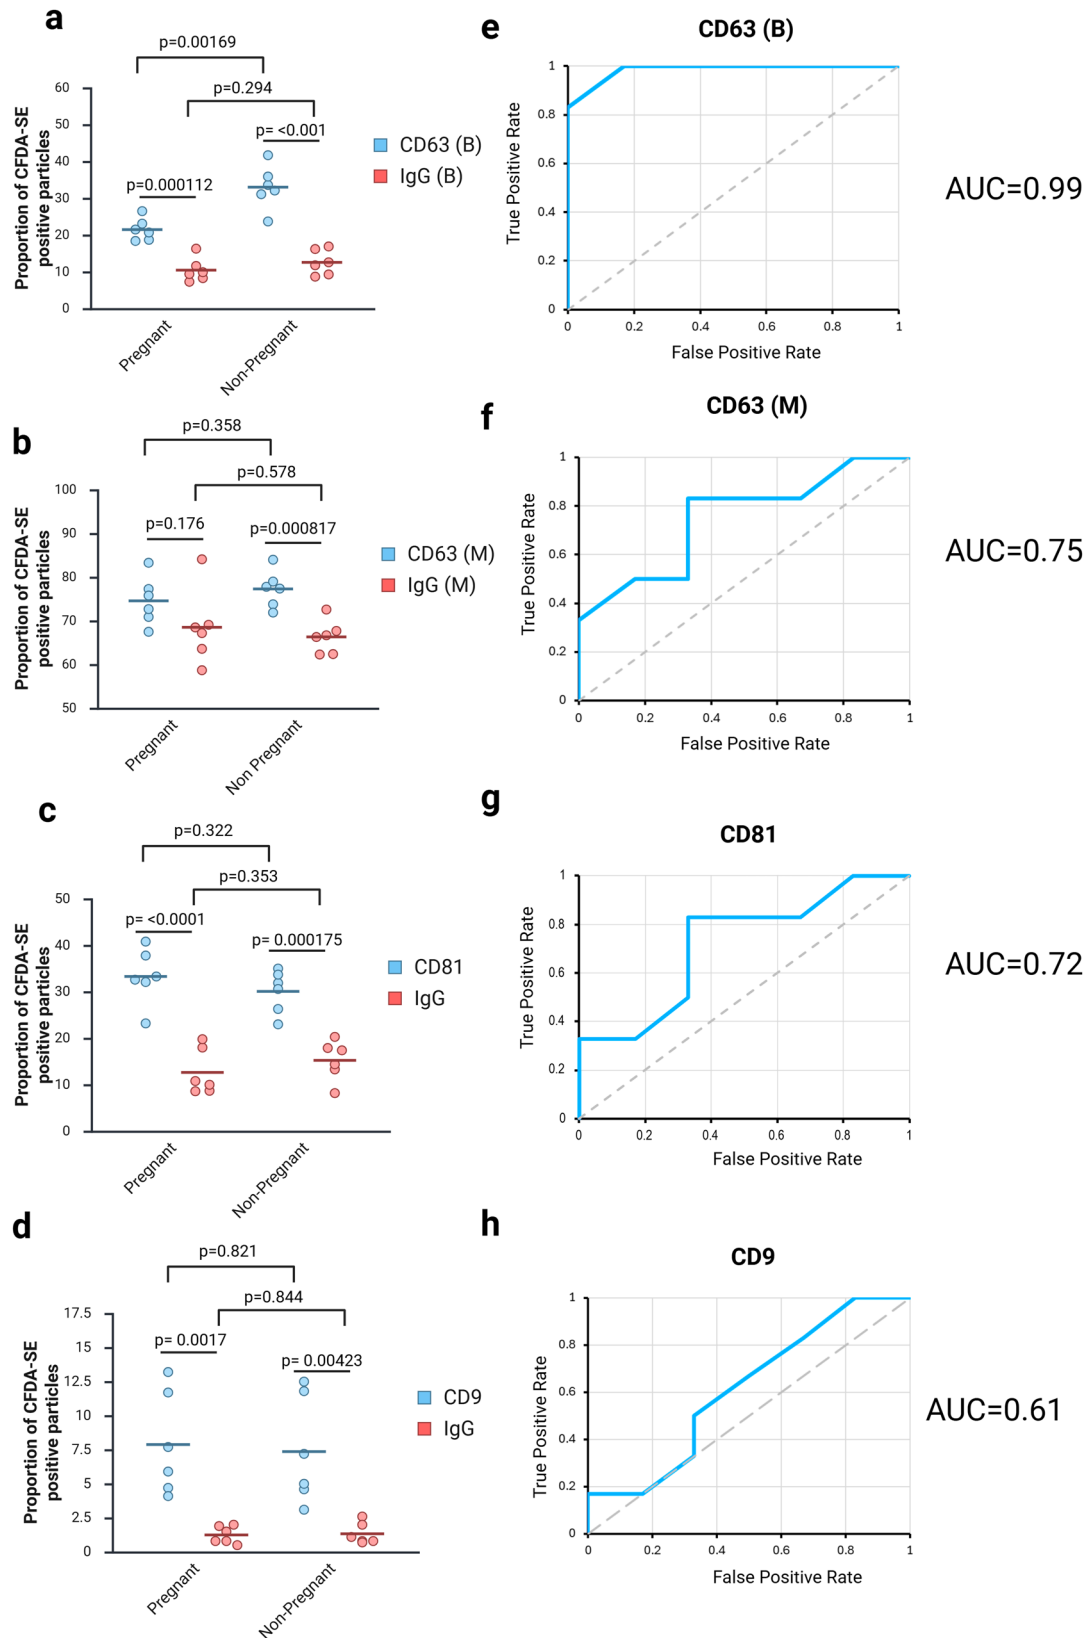 a
p=0.00169
p=0.294
p= <0.001
p=0.000112
Proportion of CFDA-SE
positive particles
60
50
40
30
20
10
0
Pregnant
Non-Pregnant
CD63 (B)
IgG (B)
e
CD63 (B)
True Positive Rate
1
0.8
0.6
0.4
0.2
0
0
0.2
0.4
0.6
0.8
1
False Positive Rate
AUC=0.99
b
p=0.358
p=0.578
p=0.176
p=0.000817
Proportion of CFDA-SE
positive particles
100
90
80
70
60
50
Pregnant
Non Pregnant
CD63 (M)
IgG (M)
f
CD63 (M)
True Positive Rate
1
0.8
0.6
0.4
0.2
0
0
0.2
0.4
0.6
0.8
1
False Positive Rate
AUC=0.75
c
p=0.322
p=0.353
p= <0.0001
p= 0.000175
Proportion of CFDA-SE
positive particles
50
40
30
20
10
0
Pregnant
Non-Pregnant
CD81
IgG
g
CD81
True Positive Rate
1
0.8
0.6
0.4
0.2
0
0
0.2
0.4
0.6
0.8
1
False Positive Rate
AUC=0.72
d
p=0.821
p=0.844
p= 0.0017
p= 0.00423
Proportion of CFDA-SE
positive particles
17.5
15
12.5
10
7.5
5
2.5
0
Pregnant
Non-Pregnant
CD9
IgG
h
CD9
True Positive Rate
1
0.8
0.6
0.4
0.2
0
0
0.2
0.4
0.6
0.8
1
False Positive Rate
AUC=0.61